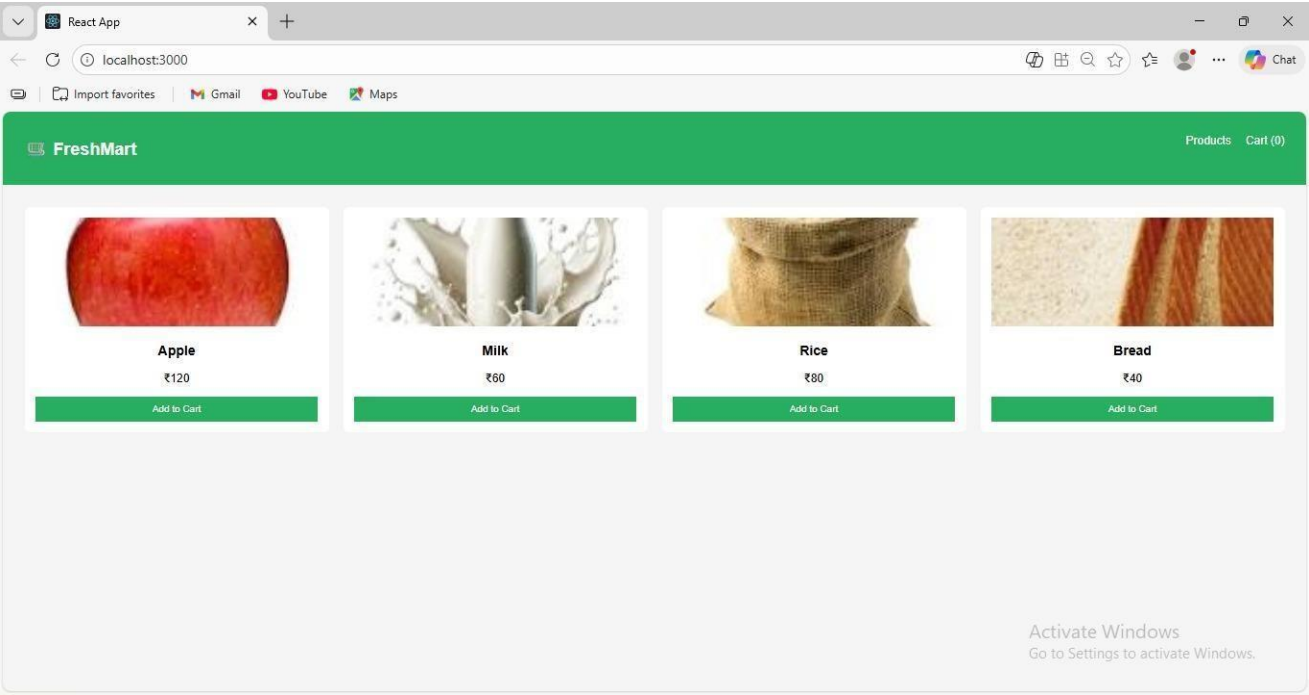 React App
localhost:3000
Chat
Import favorites Gmail YouTube Maps
FreshMart
Products Cart (0)
Apple Milk Rice Bread
₹120 ₹60 ₹80 ₹40
Add to Cart Add to Cart Add to Cart Add to Cart
Activate Windows
Go to Settings to activate Windows.